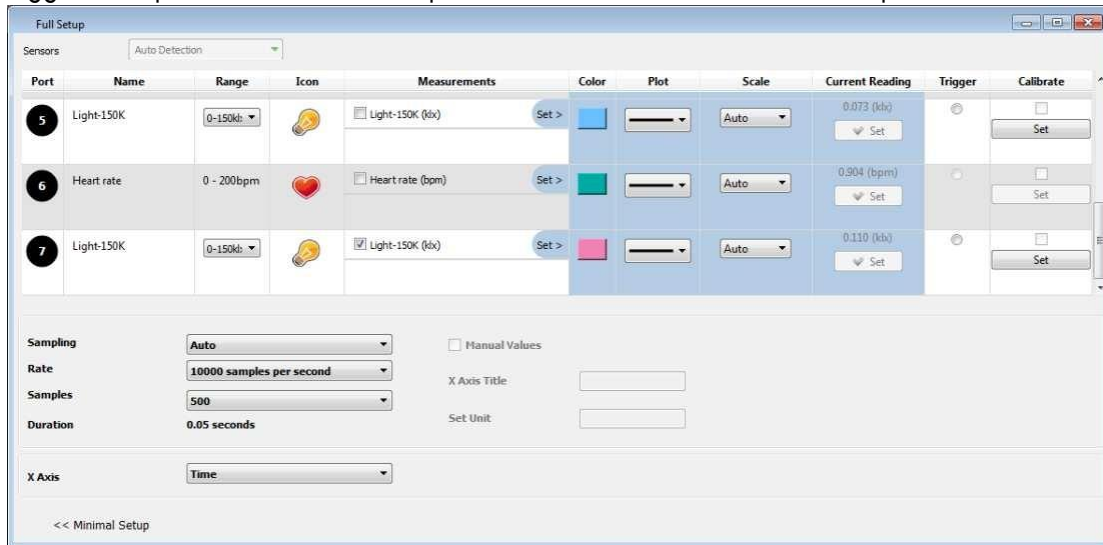 Full Setup
Sensors Auto Detection
Port Name Range Icon Measurements Color Plot Scale Current Reading Trigger Calibrate
5 Light-150K 0-150kl Light-150K (klx) Set > Auto 0.073 (klx)
Set Set
6 Heart rate 0 - 200bpm Heart rate (bpm) Set > Auto 0.904 (bpm)
Set Set
7 Light-150K 0-150kl Light-150K (klx) Set > Auto 0.110 (klx)
Set Set
Sampling Auto Manual Values
Rate 10000 samples per second
X Axis Title
Samples 500
Set Unit
Duration 0.05 seconds
X Axis Time
<< Minimal Setup